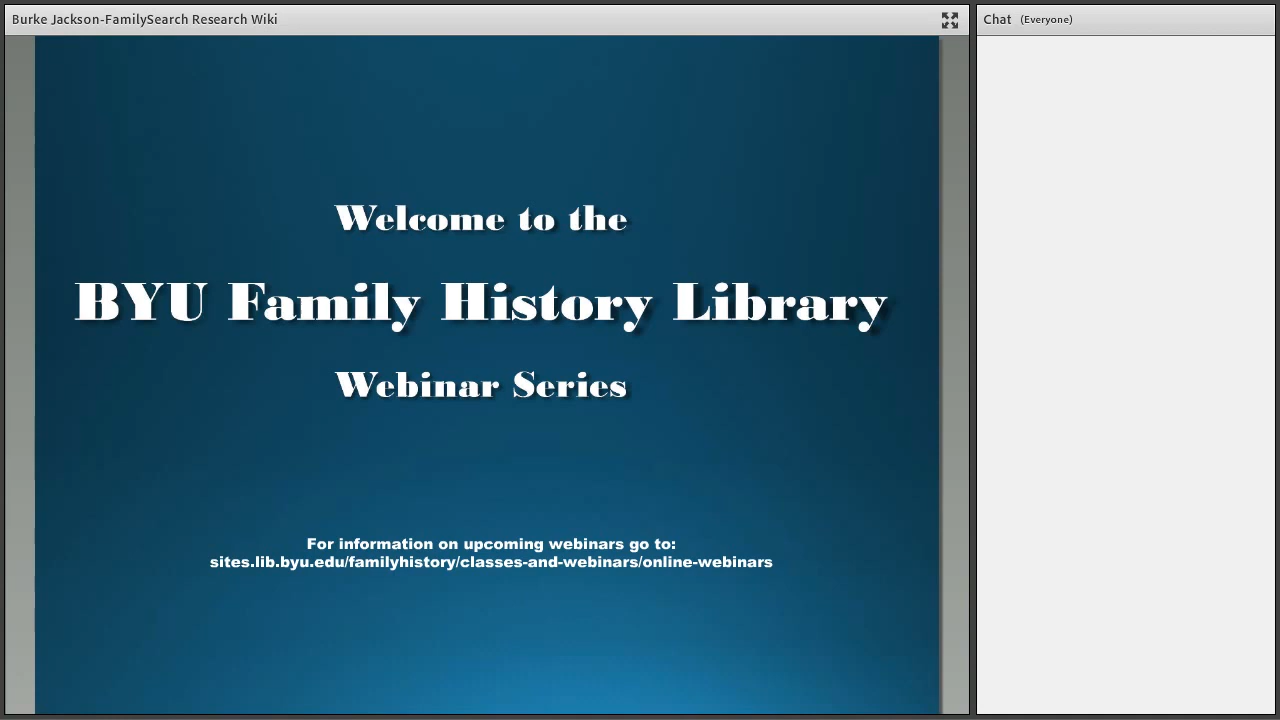 Burke Jackson-FamilySearch Research Wiki
Chat (Everyone)
Welcome to the
BYU Family History Library
Webinar Series
For information on upcoming webinars go to:
sites.lib.byu.edu/familyhistory/classes-and-webinars/online-webinars